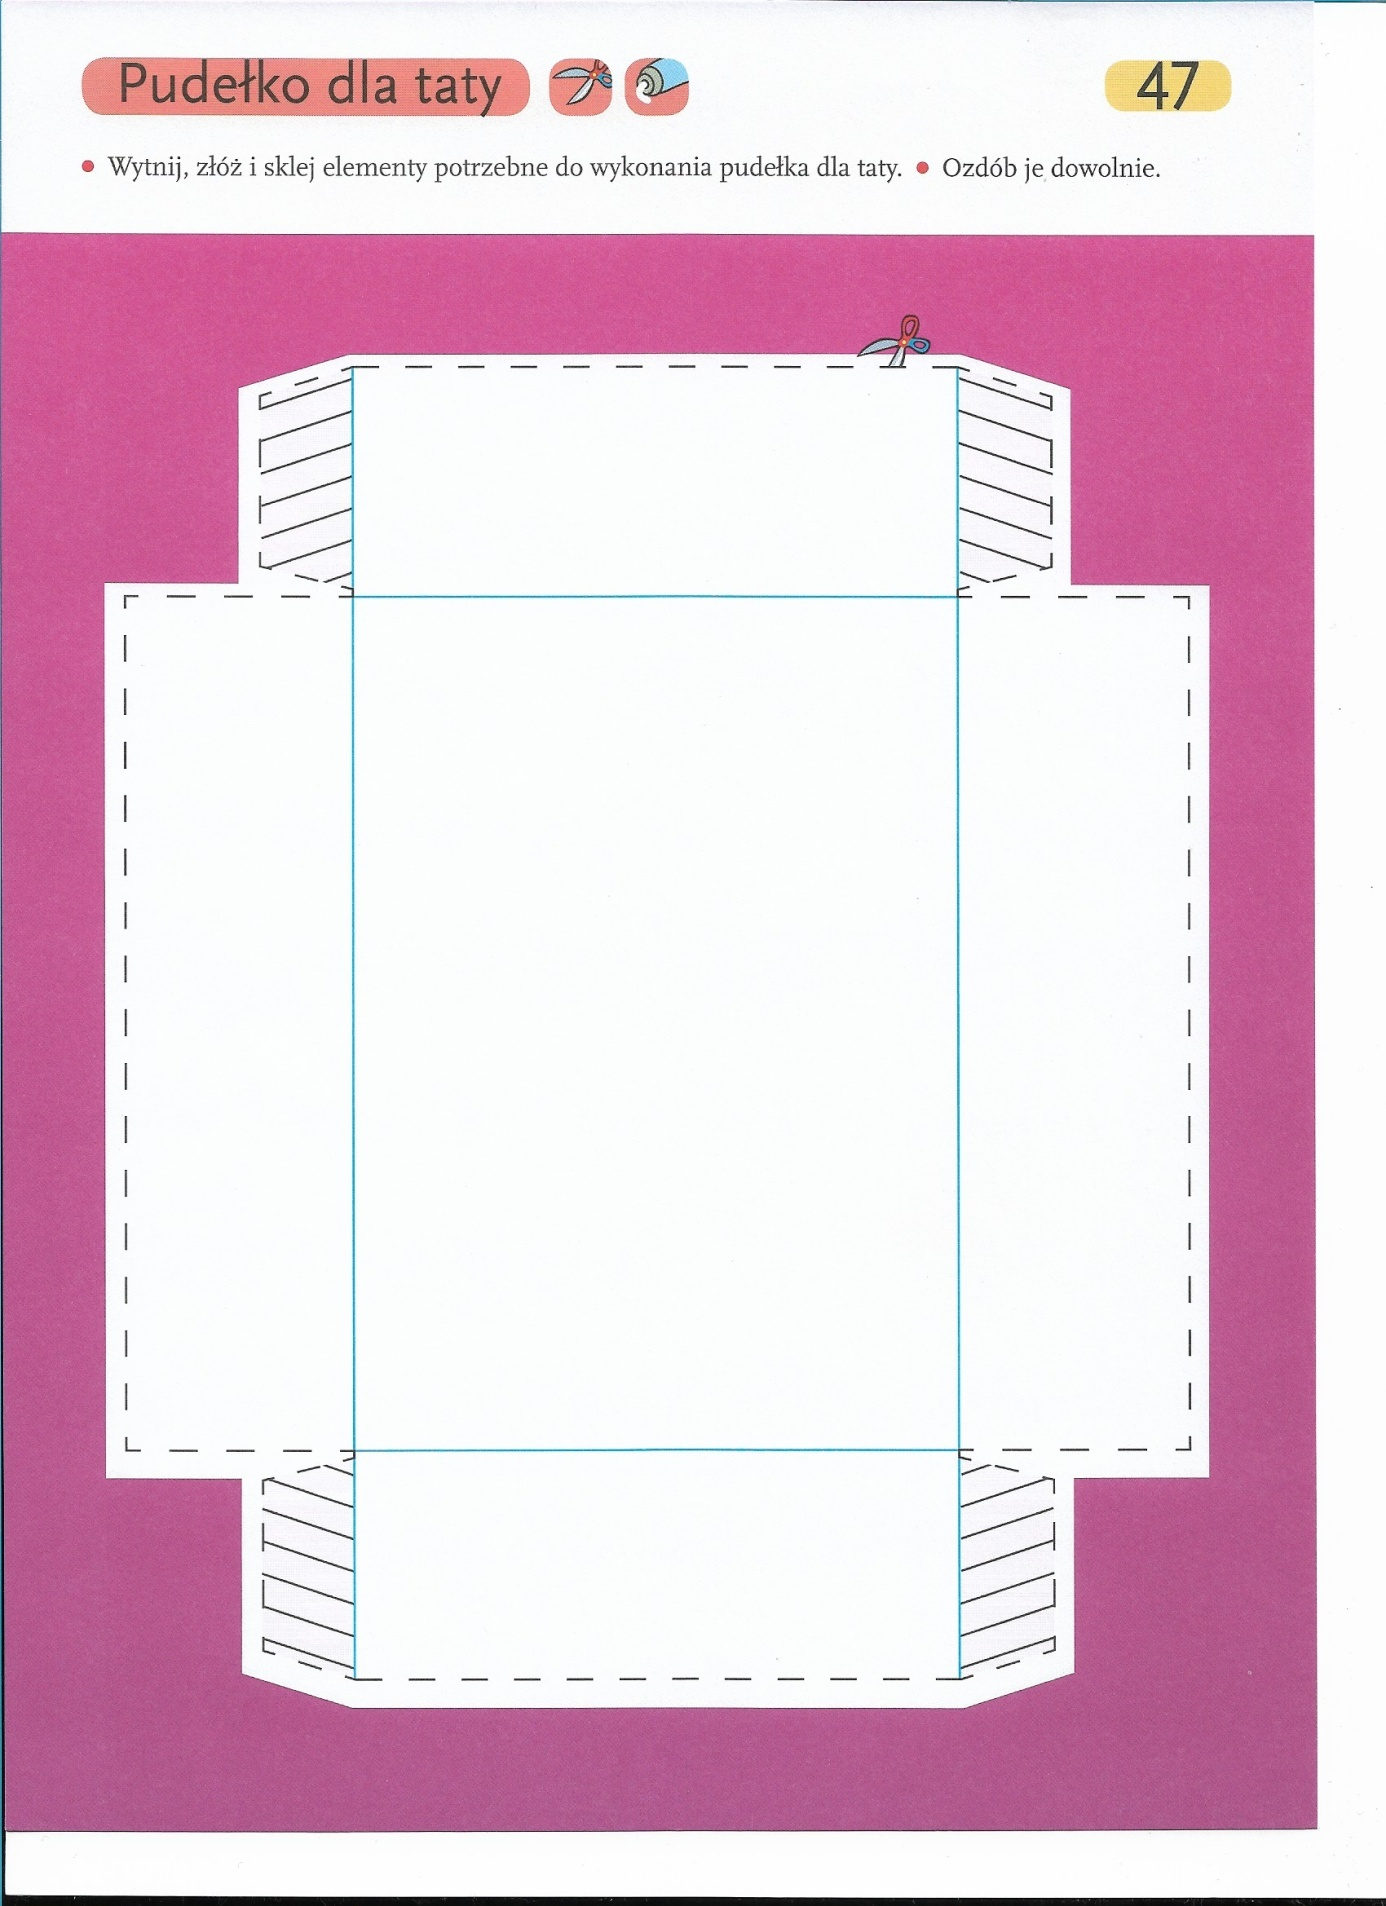 Pudełko dla taty
47
• Wytnij, złóż i sklej elementy potrzebne do wykonania pudełka dla taty. • Ozdób je dowolnie.